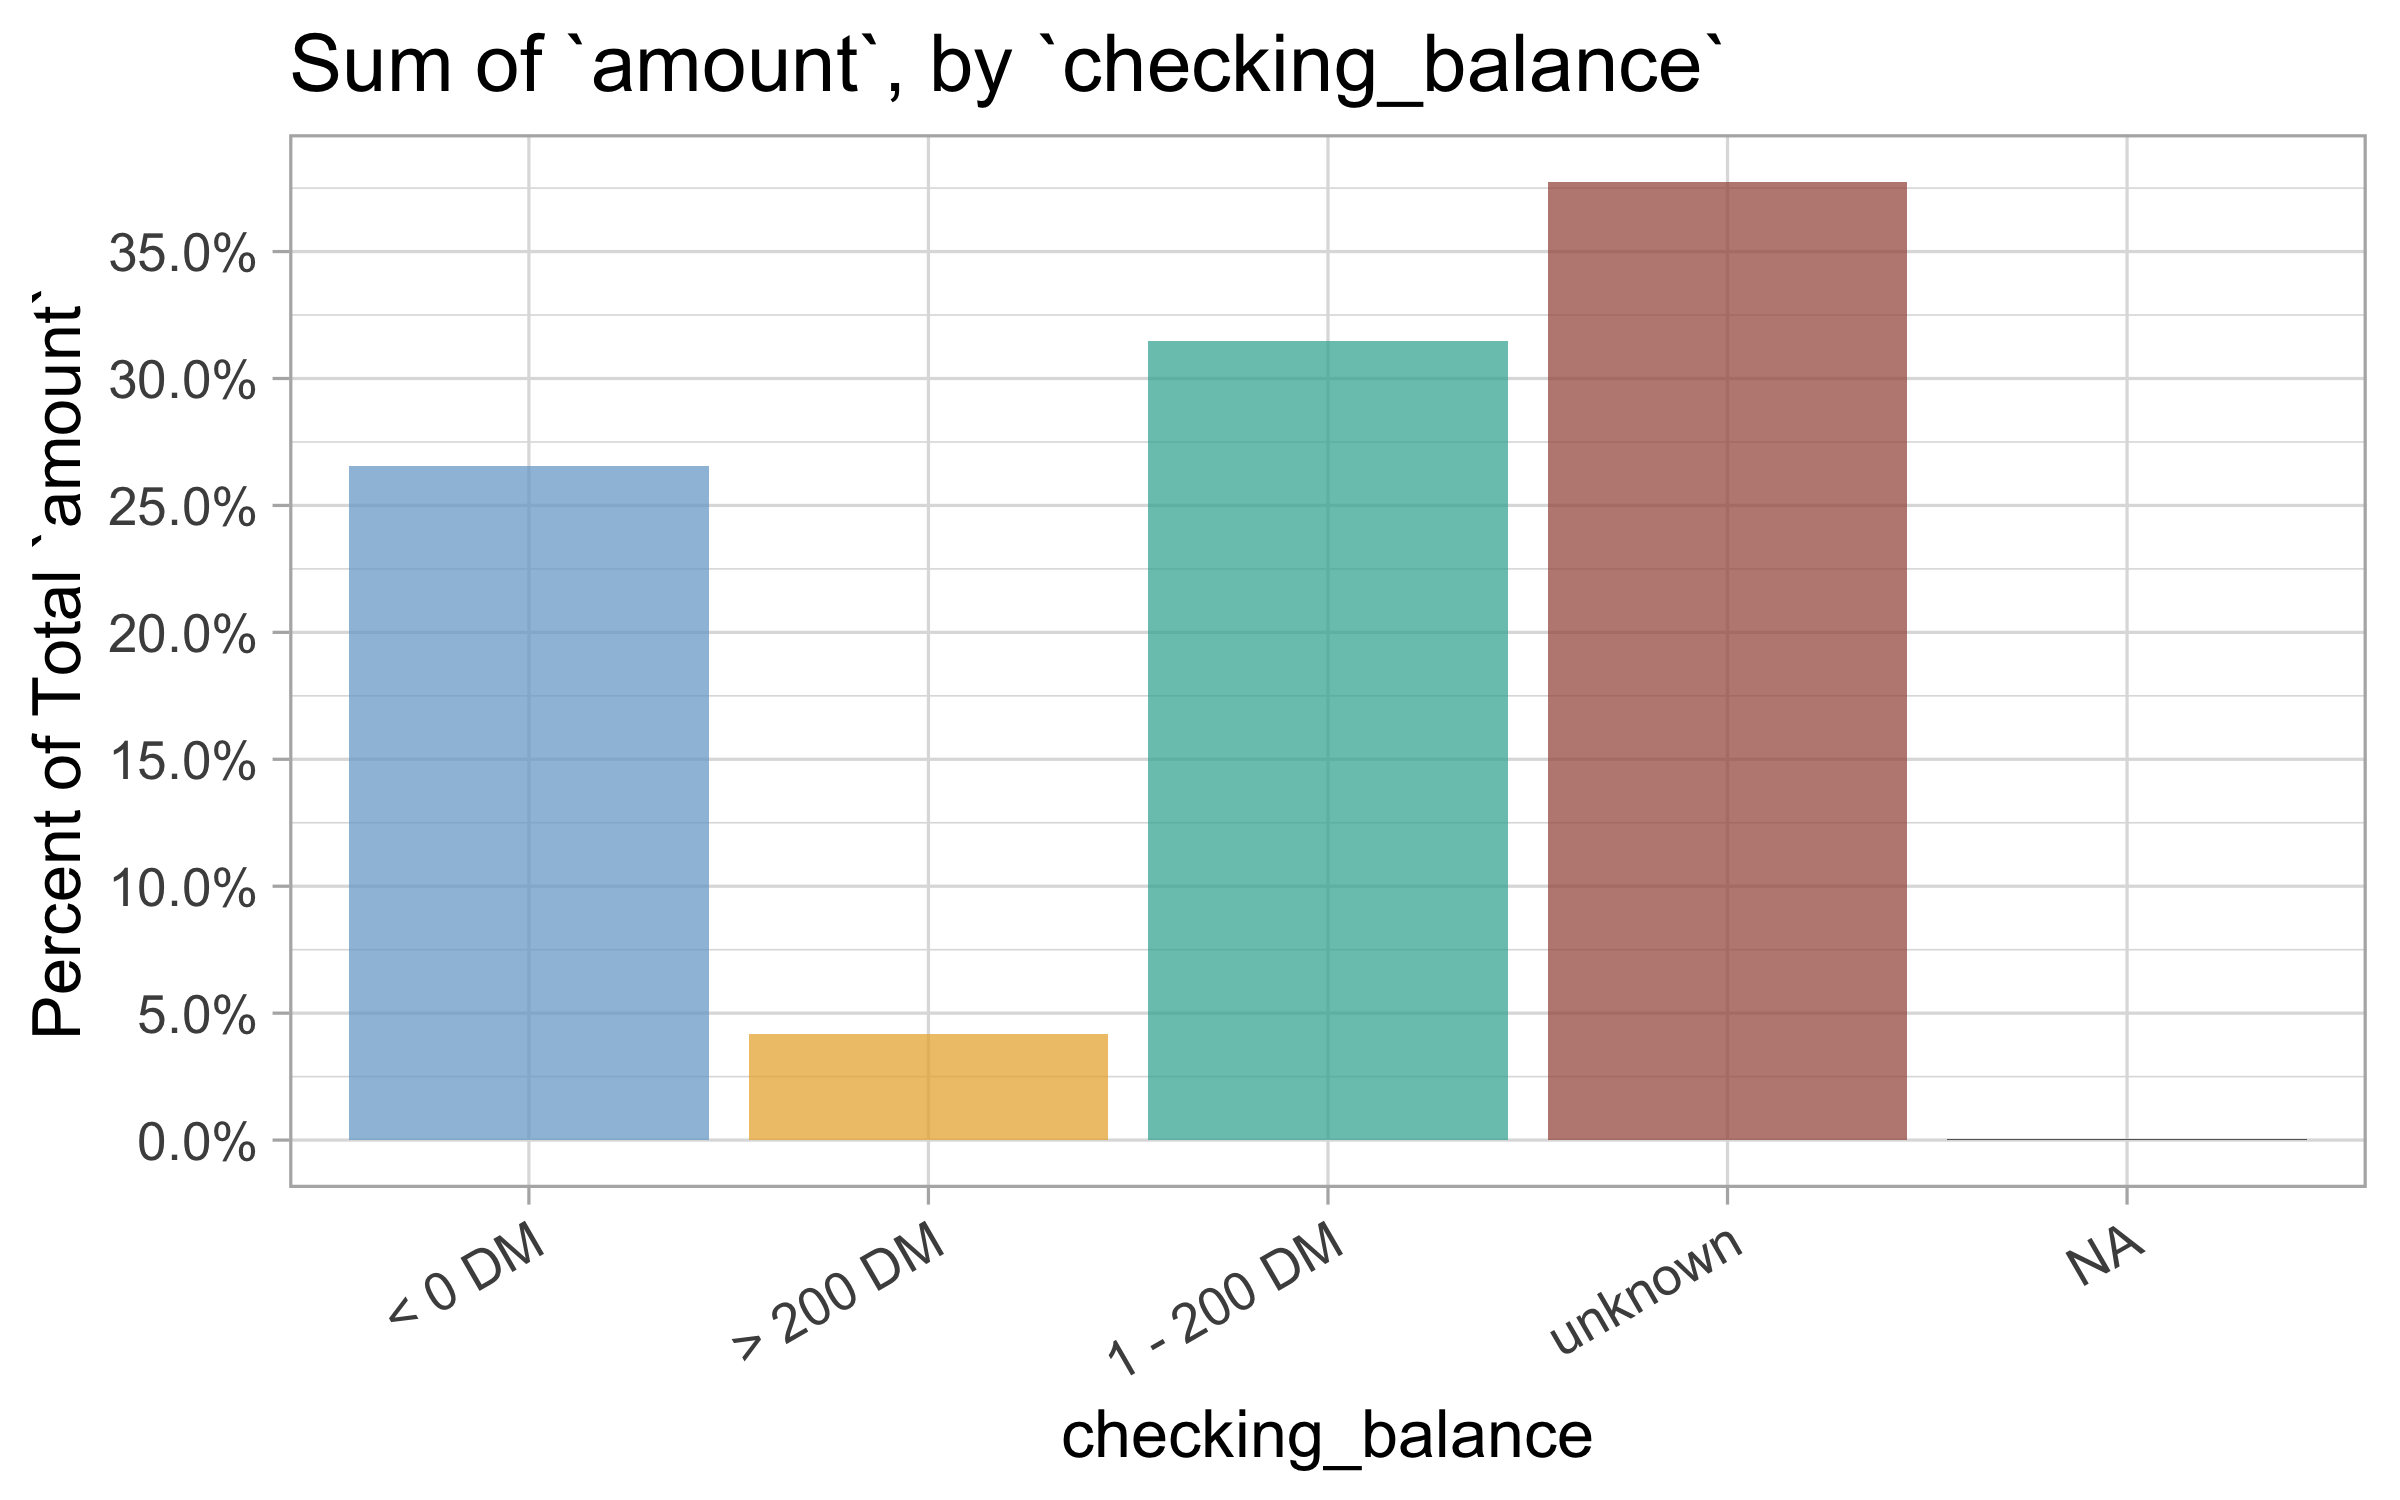 Sum of `amount`, by `checking_balance`
Percent of Total `amount`
35.0%
30.0%
25.0%
20.0%
15.0%
10.0%
5.0%
0.0%
< 0 DM
> 200 DM
1 - 200 DM
unknown
NA
checking_balance